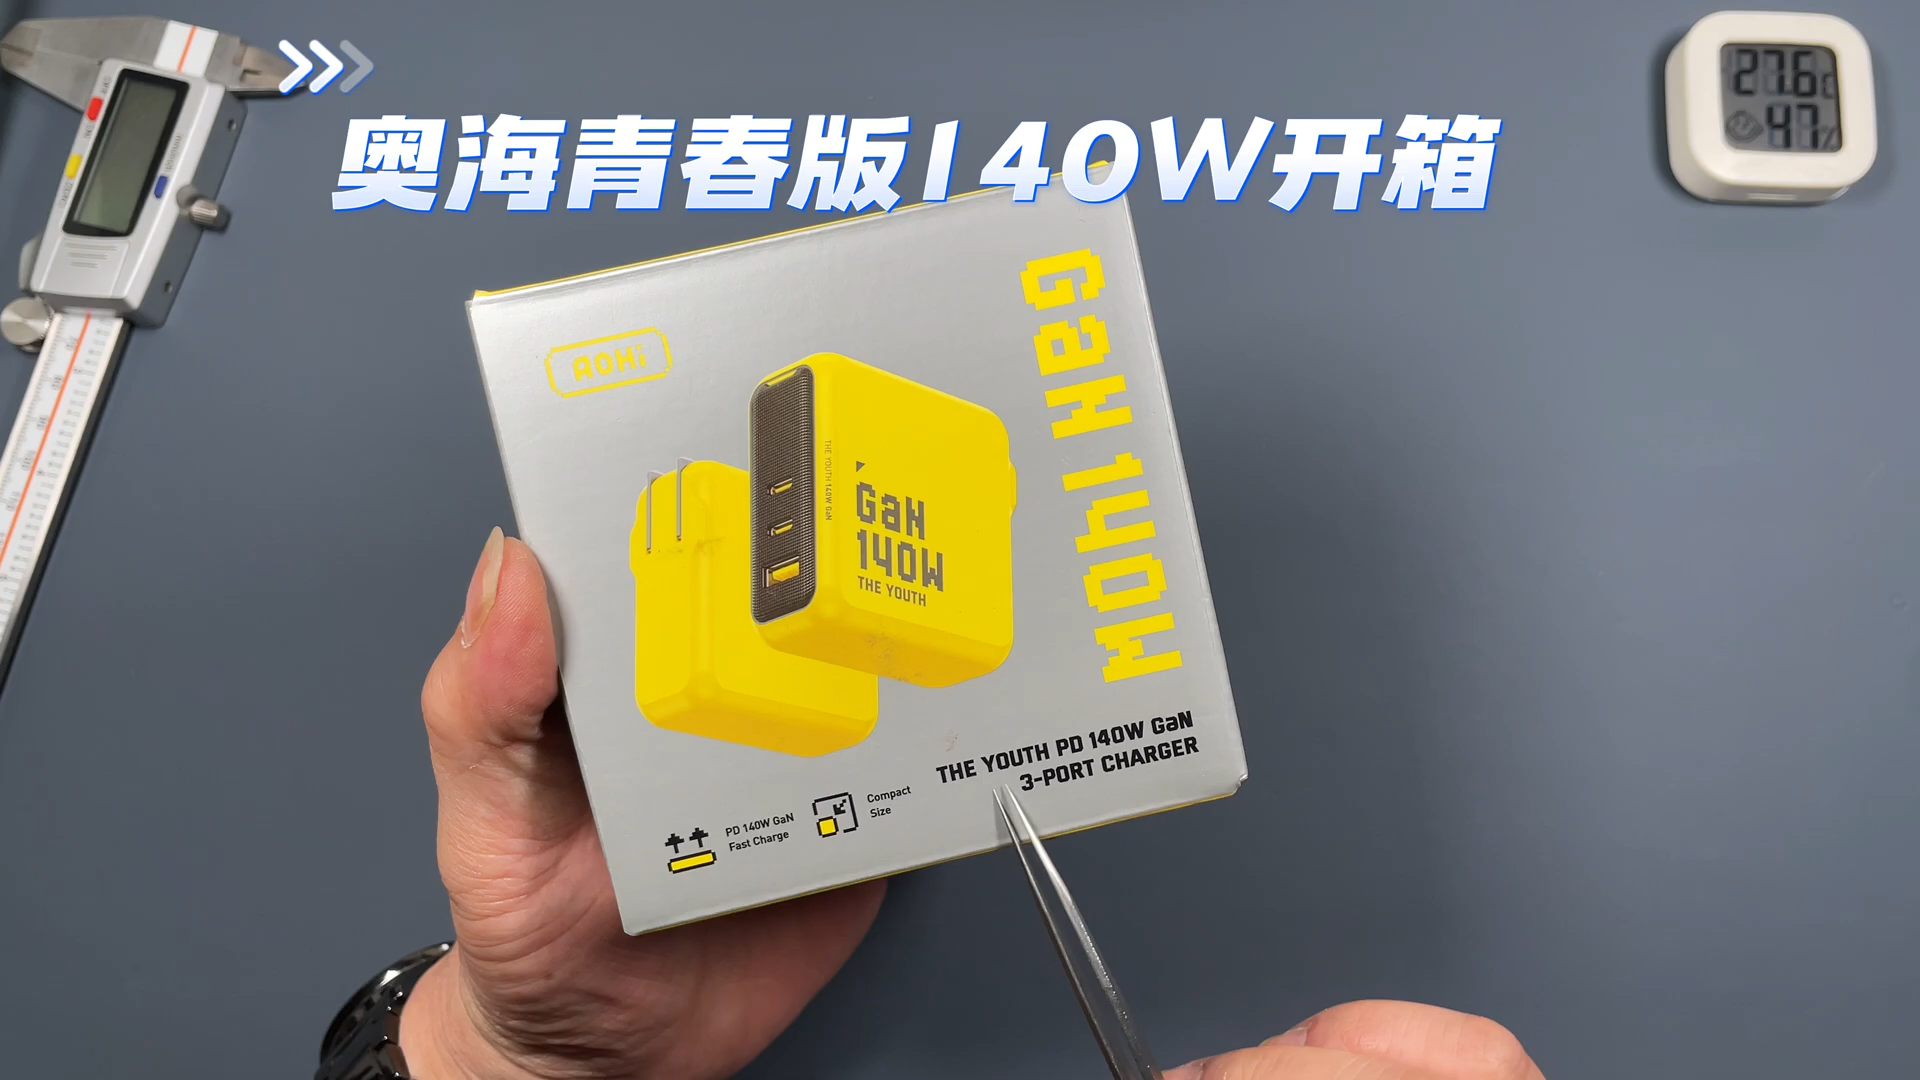 奥海青春版140W开箱
27.6
47%
AOHi
GaN 140W
THE YOUTH 140W GaN
GaN
140W
THE YOUTH
THE YOUTH PD 140W GaN
3-PORT CHARGER
PD 140W GaN
Fast Charge
Compact
Size